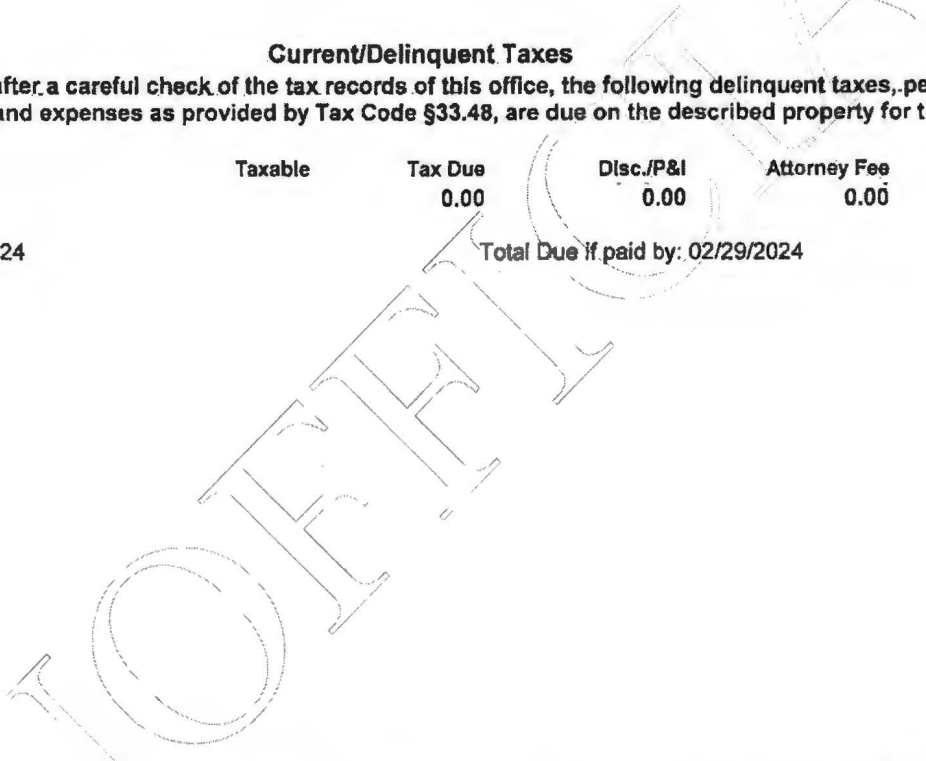 Current/Delinquent Taxes
after a careful check of the tax records of this office, the following delinquent taxes, pe
and expenses as provided by Tax Code §33.48, are due on the described property for t
Taxable Tax Due Disc./P&I Attorney Fee
0.00 0.00 0.00
24 Total Due if paid by: 02/29/2024
OFFICIA